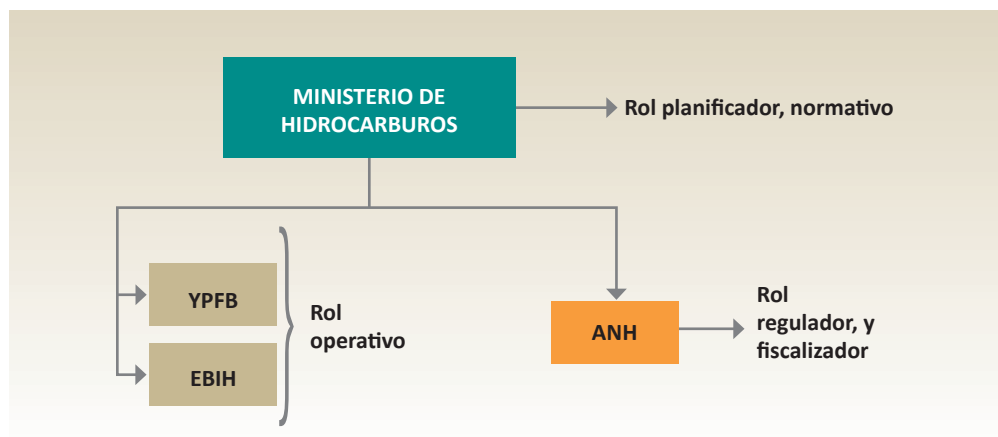 MINISTERIO DE
HIDROCARBUROS
Rol planificador, normativo
YPFB
EBIH
Rol
operativo
ANH
Rol
regulador, y
fiscalizador